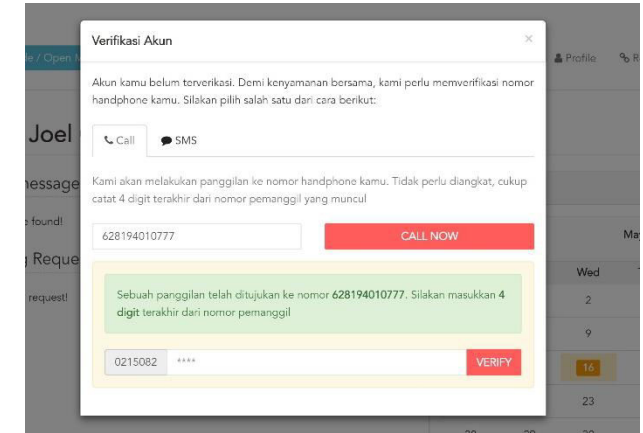 Verifikasi Akun ×
/ Open
Profile
Akun kamu belum terverikasi. Demi kenyamanan bersama, kami perlu memverifikasi nomor
handphone kamu. Silakan pilih salah satu dari cara berikut:
Joel
Call SMS
Kami akan melakukan panggilan ke nomor handphone kamu. Tidak perlu diangkat, cukup
catat 4 digit terakhir dari nomor pemanggil yang muncul
found!
628194010777 CALL NOW
Wed
Sebuah panggilan telah ditujukan ke nomor 628194010777. Silakan masukkan 4
digit terakhir dari nomor pemanggil
request!
2
9
0215082 **** VERIFY
16
23